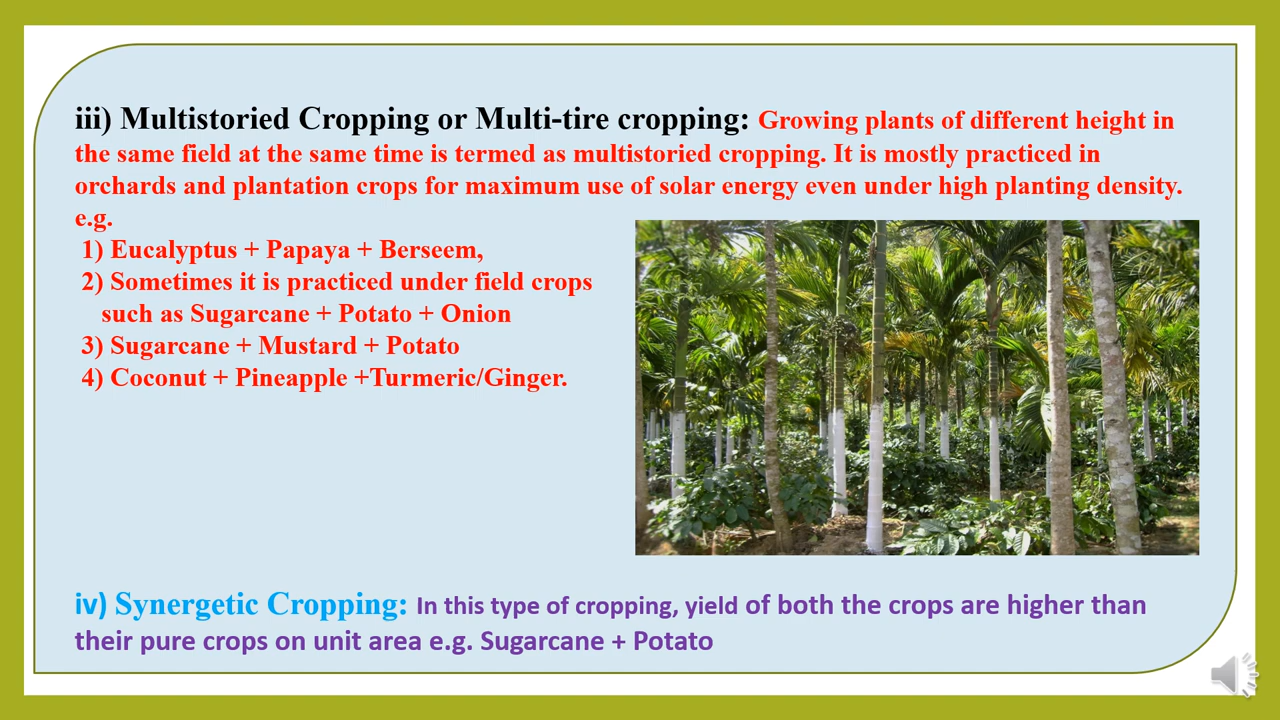 iii) Multistoried Cropping or Multi-tire cropping: Growing plants of different height in
the same field at the same time is termed as multistoried cropping. It is mostly practiced in
orchards and plantation crops for maximum use of solar energy even under high planting density.
e.g.
1) Eucalyptus + Papaya + Berseem,
2) Sometimes it is practiced under field crops
such as Sugarcane + Potato + Onion
3) Sugarcane + Mustard + Potato
4) Coconut + Pineapple +Turmeric/Ginger.
iv) Synergetic Cropping: In this type of cropping, yield of both the crops are higher than
their pure crops on unit area e.g. Sugarcane + Potato